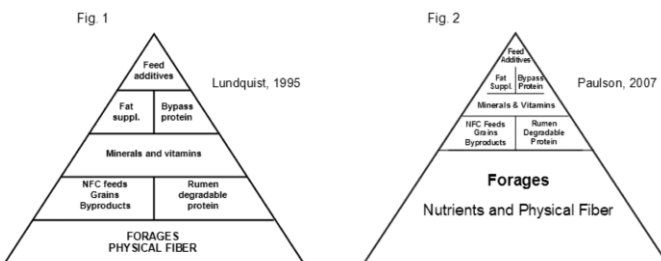 Fig. 1
Feed
additives
Lundquist, 1995
Fat
suppl.
Bypass
protein
Minerals and vitamins
NFC feeds
Grains
Byproducts
Rumen
degradable
protein
FORAGES
PHYSICAL FIBER
Fig. 2
Feed
Additives
Paulson, 2007
Fat
Suppl.
Bypass
Protein
Minerals & Vitamins
NFC Feeds
Grains
Byproducts
Rumen
Degradable
Protein
Forages
Nutrients and Physical Fiber